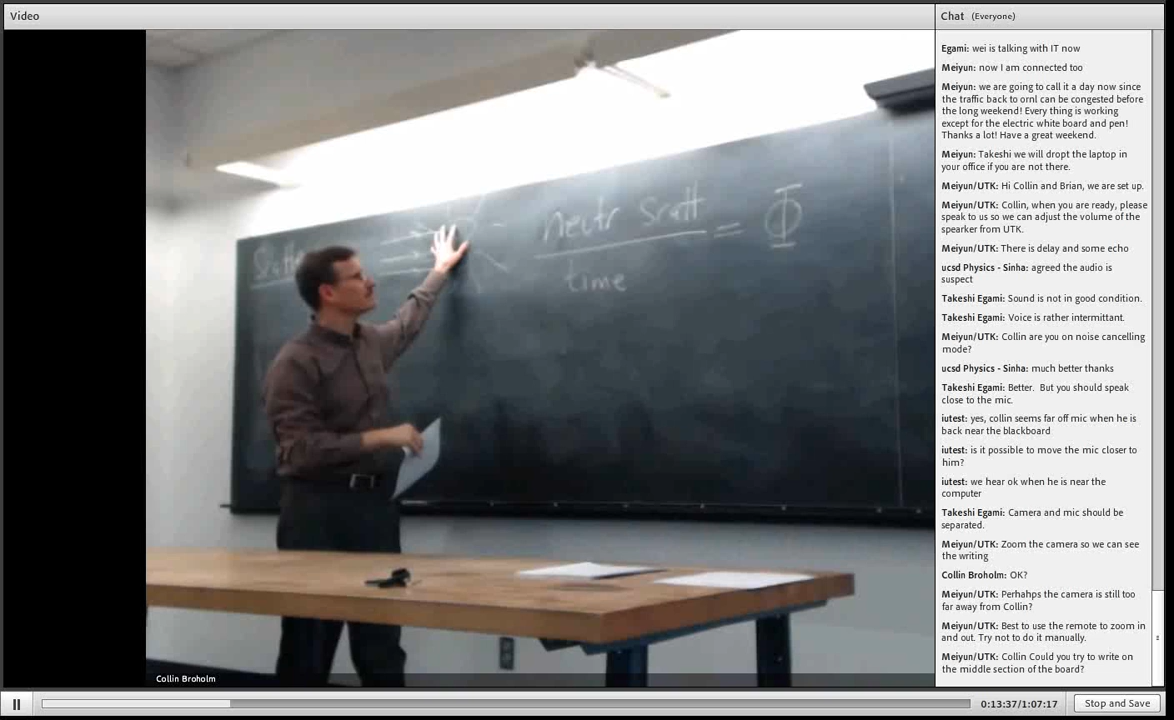 Video
Chat (Everyone)
neutr Scatt = Φ
time
Egami: wei is talking with IT now
Meiyun: now I am connected too
Meiyun: we are going to call it a day now since
the traffic back to ornl can be congested before
the long weekend! Every thing is working
except for the electric white board and pen!
Thanks a lot! Have a great weekend.
Meiyun: Takeshi we will dropt the laptop in
your office if you are not there.
Meiyun/UTK: Hi Collin and Brian, we are set up.
Meiyun/UTK: Collin, when you are ready, please
speak to us so we can adjust the volume of the
spearker from UTK.
Meiyun/UTK: There is delay and some echo
ucsd Physics - Sinha: agreed the audio is
suspect
Takeshi Egami: Sound is not in good condition.
Takeshi Egami: Voice is rather intermittant.
Meiyun/UTK: Collin are you on noise cancelling
mode?
ucsd Physics - Sinha: much better thanks
Takeshi Egami: Better. But you should speak
close to the mic.
iutest: yes, collin seems far off mic when he is
back near the blackboard
iutest: is it possible to move the mic closer to
him?
iutest: we hear ok when he is near the
computer
Takeshi Egami: Camera and mic should be
separated.
Meiyun/UTK: Zoom the camera so we can see
the writing
Collin Broholm: OK?
Meiyun/UTK: Perhahps the camera is still too
far away from Collin?
Meiyun/UTK: Best to use the remote to zoom in
and out. Try not to do it manually.
Meiyun/UTK: Collin Could you try to write on
the middle section of the board?
Collin Broholm
0:13:37/1:07:17
Stop and Save